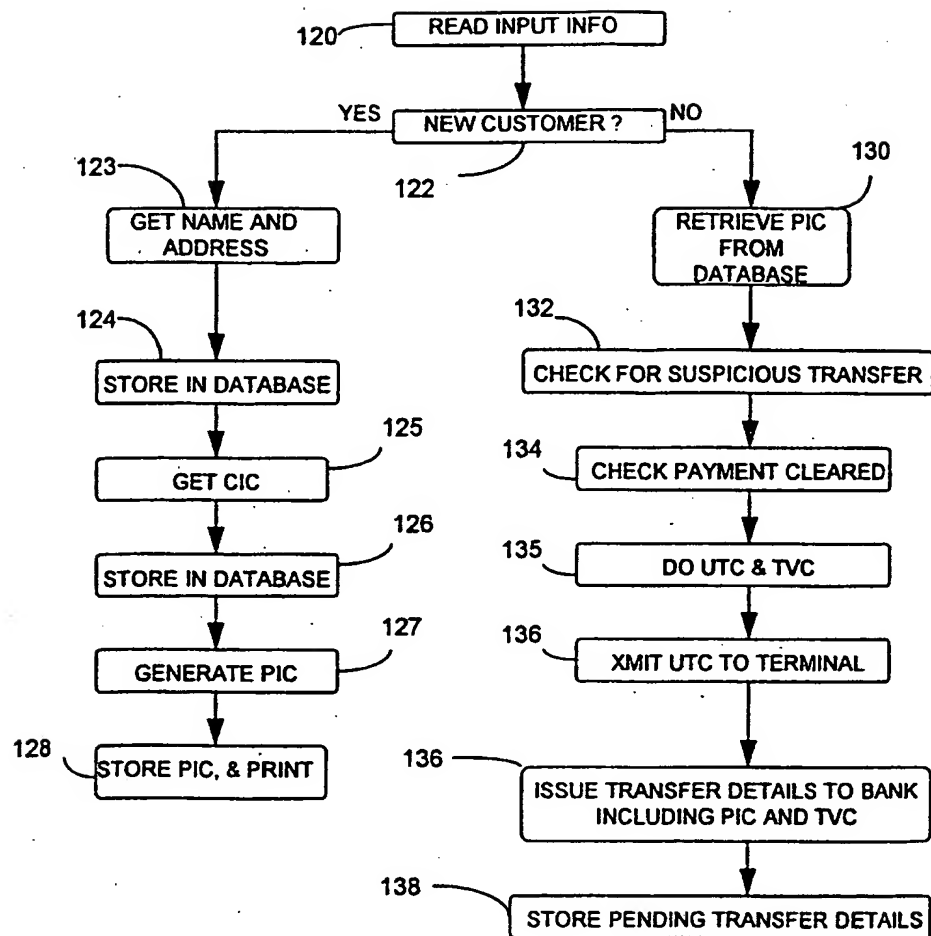 120
READ INPUT INFO
YES
NEW CUSTOMER ?
NO
122
123
GET NAME AND
ADDRESS
124
STORE IN DATABASE
125
GET CIC
126
STORE IN DATABASE
127
GENERATE PIC
128
STORE PIC, & PRINT
130
RETRIEVE PIC
FROM
DATABASE
132
CHECK FOR SUSPICIOUS TRANSFER
134
CHECK PAYMENT CLEARED
135
DO UTC & TVC
136
XMIT UTC TO TERMINAL
136
ISSUE TRANSFER DETAILS TO BANK
INCLUDING PIC AND TVC
138
STORE PENDING TRANSFER DETAILS